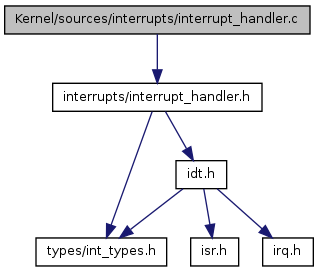 Kernel/sources/interrupts/interrupt_handler.c
interrupts/interrupt_handler.h
idt.h
types/int_types.h
isr.h
irq.h